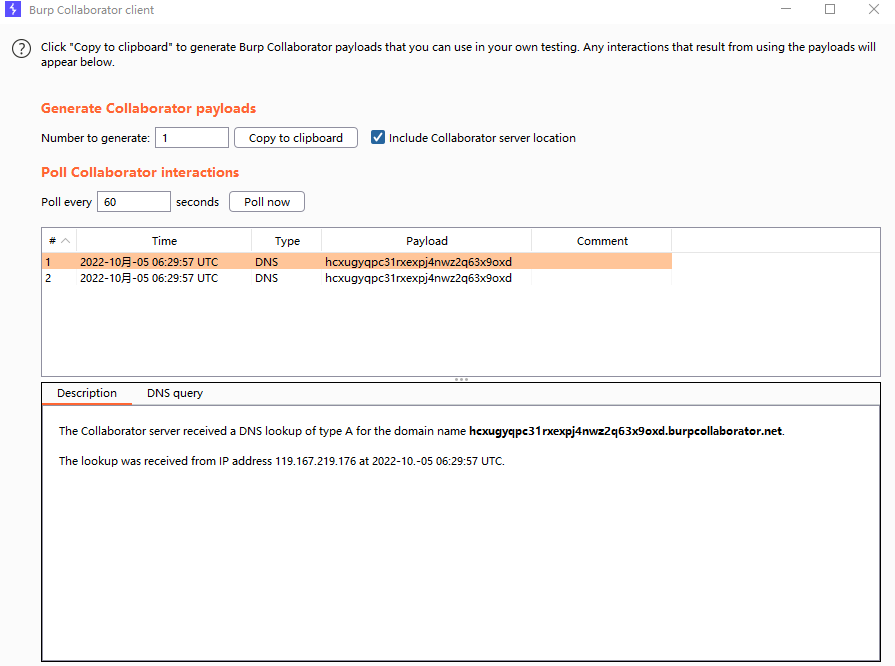 Burp Collaborator client
Click "Copy to clipboard" to generate Burp Collaborator payloads that you can use in your own testing. Any interactions that result from using the payloads will
appear below.
Generate Collaborator payloads
Number to generate: 1 Copy to clipboard Include Collaborator server location
Poll Collaborator interactions
Poll every 60 seconds Poll now
# Time Type Payload Comment
1 2022-10月-05 06:29:57 UTC DNS hcxugyqpc31rxexpj4nwz2q63x9oxd
2 2022-10月-05 06:29:57 UTC DNS hcxugyqpc31rxexpj4nwz2q63x9oxd
Description DNS query
The Collaborator server received a DNS lookup of type A for the domain name hcxugyqpc31rxexpj4nwz2q63x9oxd.burpcollaborator.net.
The lookup was received from IP address 119.167.219.176 at 2022-10.-05 06:29:57 UTC.